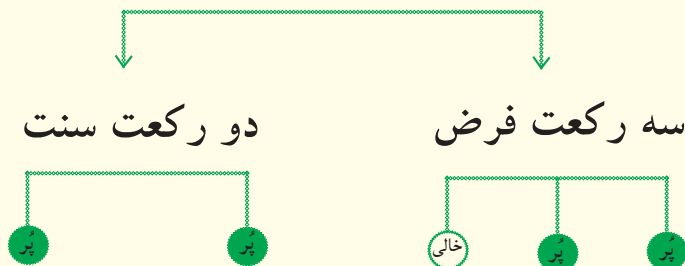 سه رکعت فرض
دو رکعت سنت
پُر
پُر
خالی
پُر
پُر